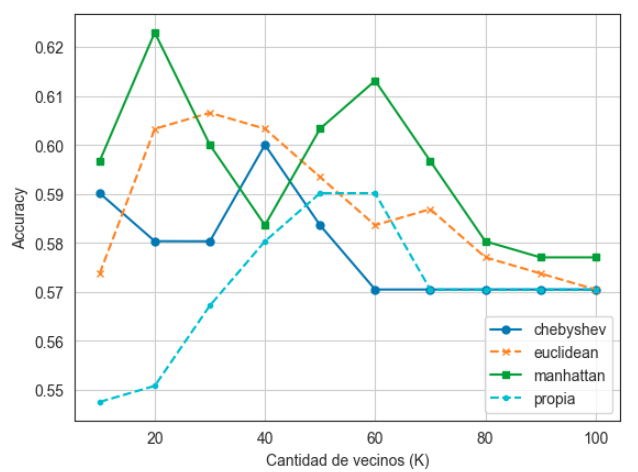 0.62
0.61
0.60
0.59
0.58
0.57
0.56
0.55
Accuracy
20
40
60
80
100
Cantidad de vecinos (K)
chebyshev
euclidean
manhattan
propia